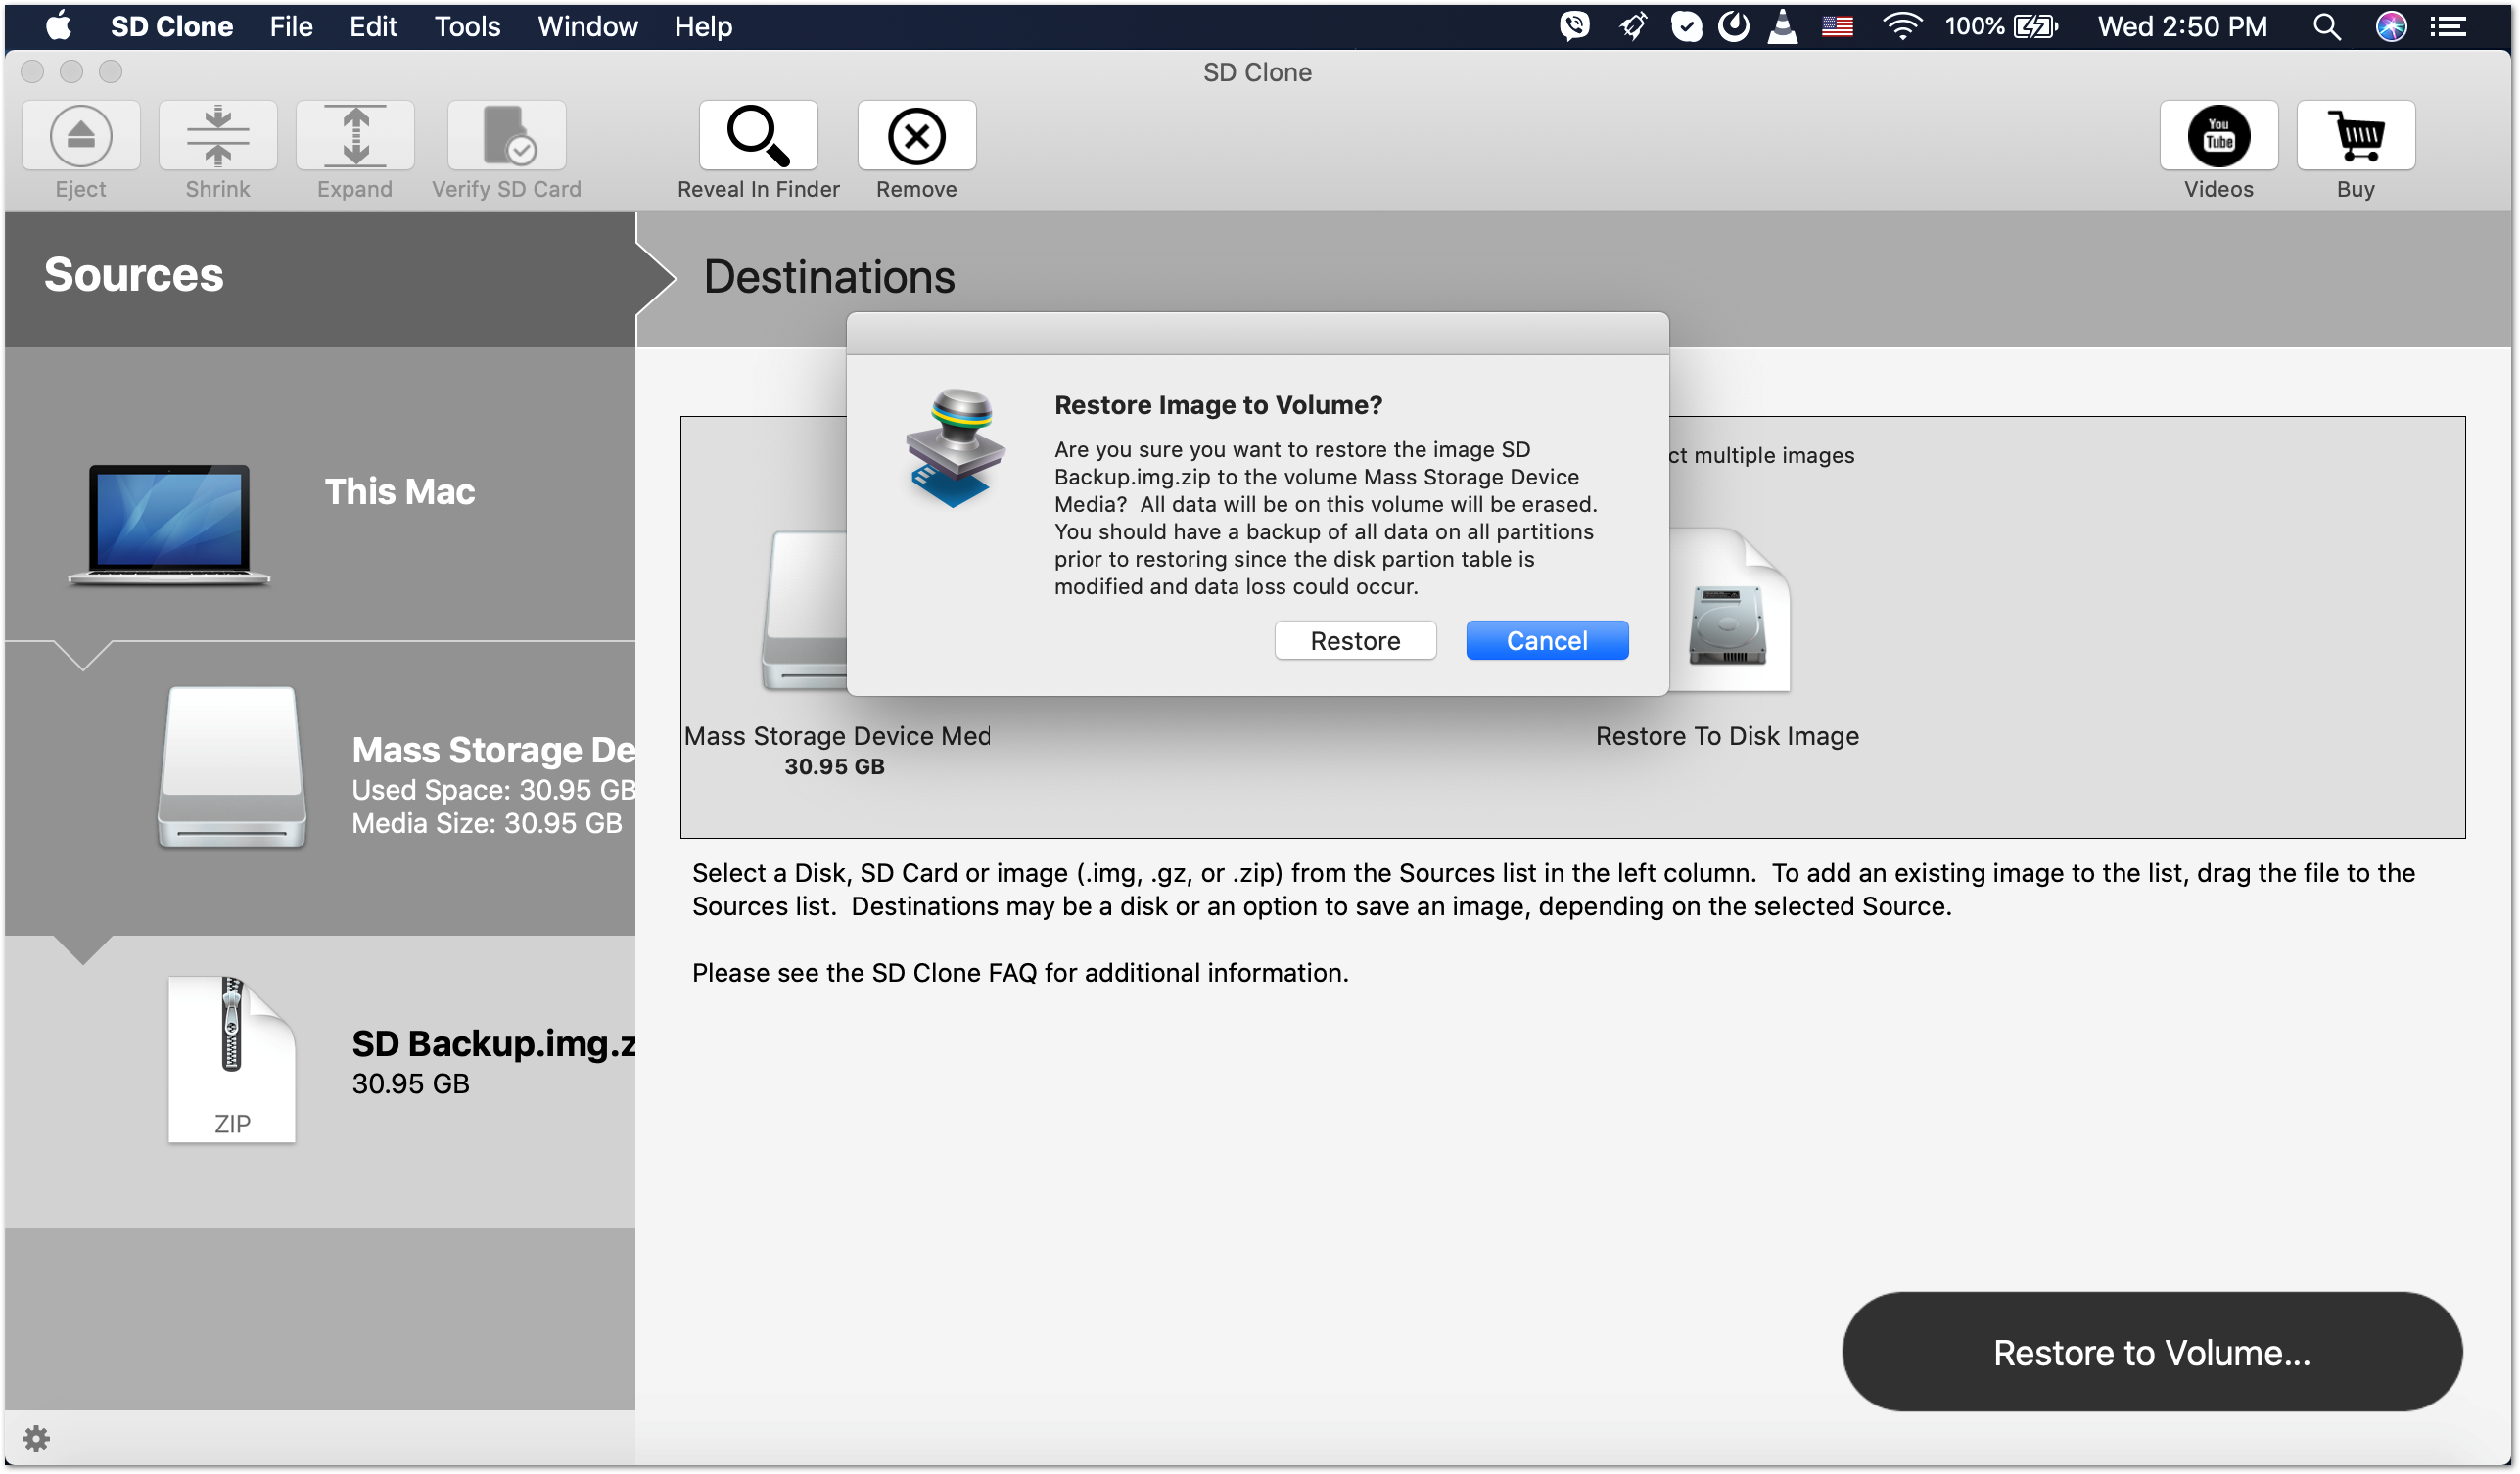 SD Clone File Edit Tools Window Help 100% Wed 2:50 PM
SD Clone
Eject Shrink Expand Verify SD Card Reveal In Finder Remove You Tube Videos Buy
Sources
Destinations
This Mac
Mass Storage De
Used Space: 30.95 GB
Media Size: 30.95 GB
SD Backup.img.z
30.95 GB
ZIP
Restore Image to Volume?
Are you sure you want to restore the image SD
Backup.img.zip to the volume Mass Storage Device
Media?  All data will be on this volume will be erased.
You should have a backup of all data on all partitions
prior to restoring since the disk partion table is
modified and data loss could occur.
Restore Cancel
ct multiple images
Mass Storage Device Med
30.95 GB
Restore To Disk Image
Select a Disk, SD Card or image (.img, .gz, or .zip) from the Sources list in the left column.  To add an existing image to the list, drag the file to the
Sources list.  Destinations may be a disk or an option to save an image, depending on the selected Source.
Please see the SD Clone FAQ for additional information.
Restore to Volume...